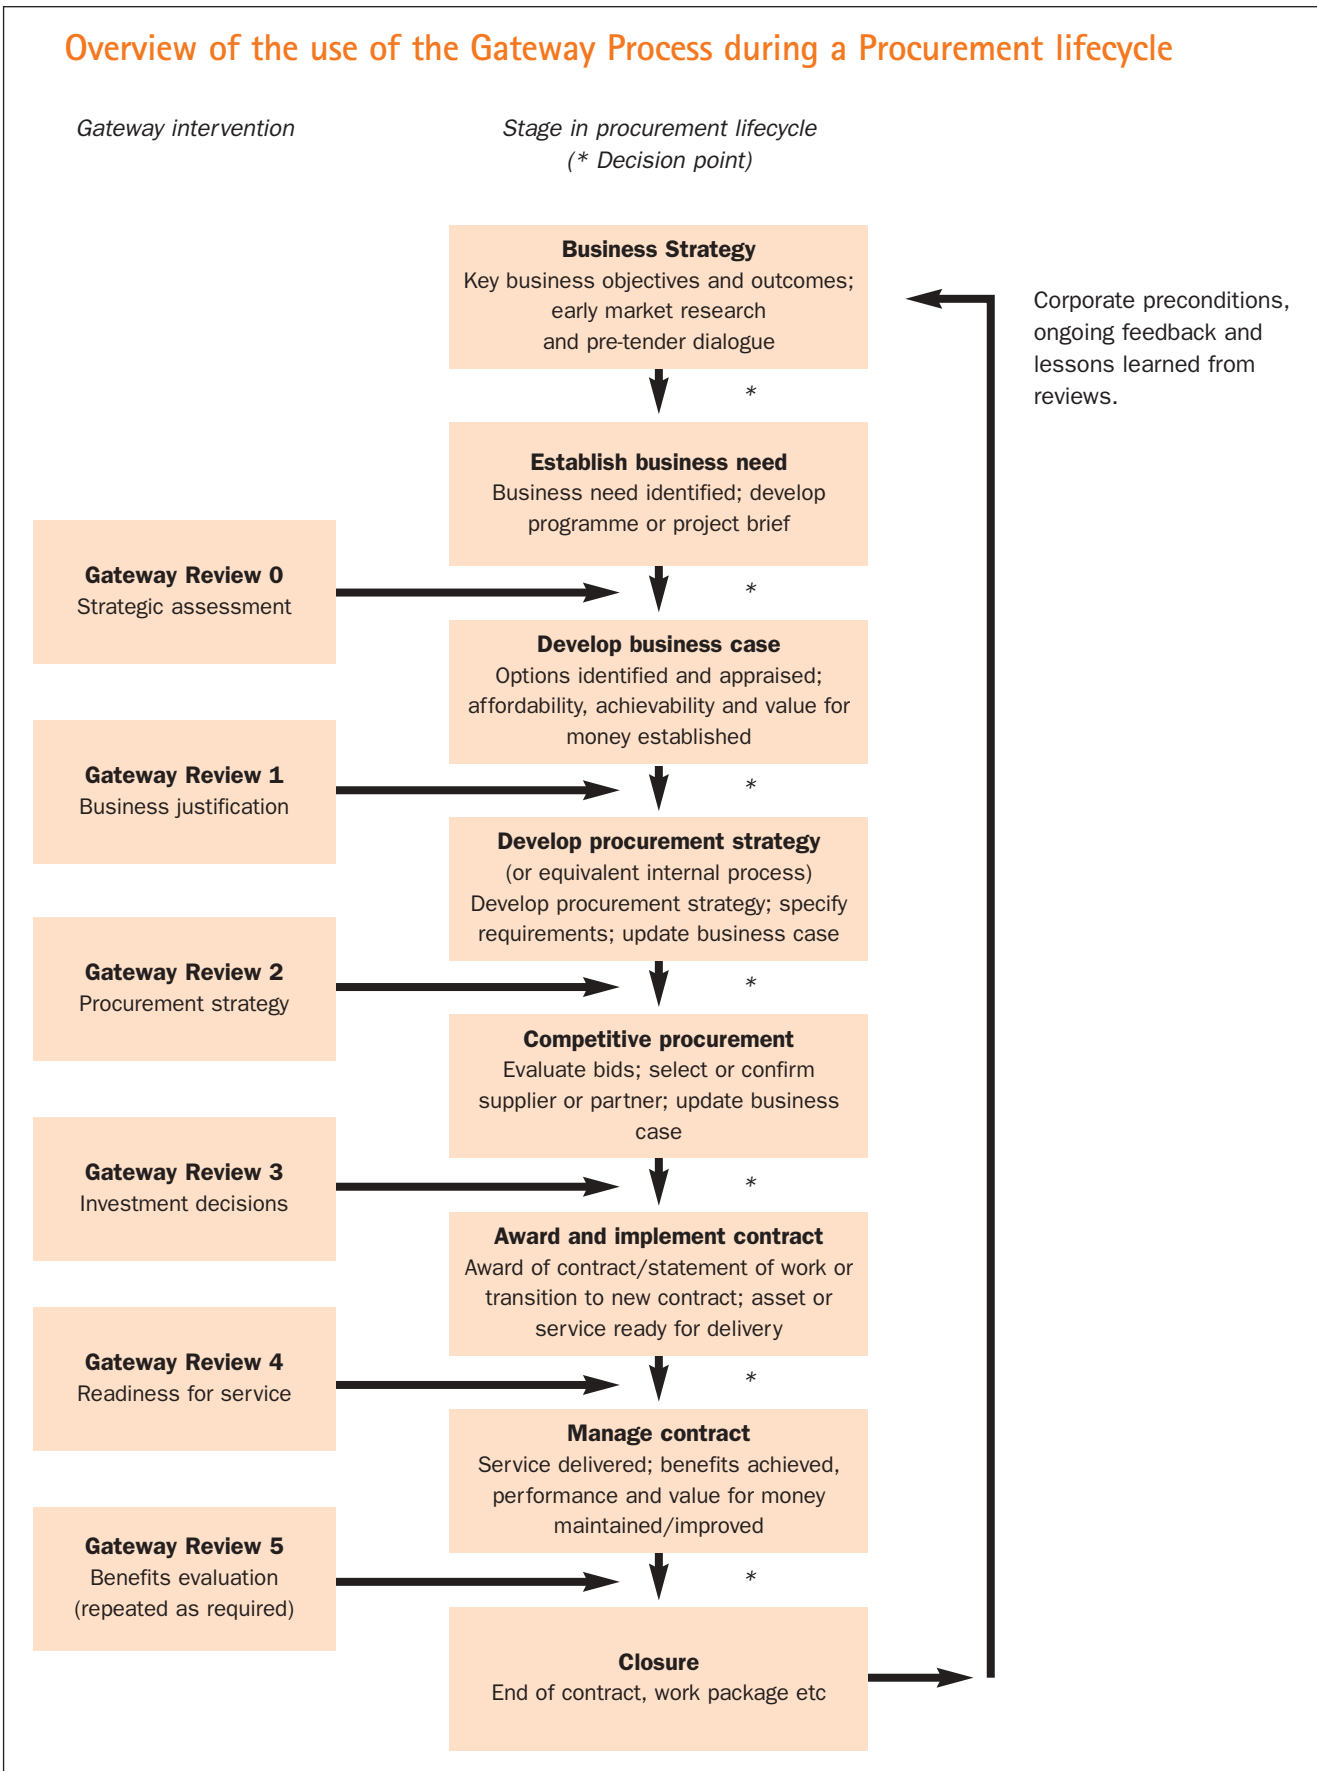 Overview of the use of the Gateway Process during a Procurement lifecycle
Gateway intervention
Stage in procurement lifecycle
(* Decision point)
Business Strategy
Key business objectives and outcomes;
early market research
and pre-tender dialogue
*
Corporate preconditions,
ongoing feedback and
lessons learned from
reviews.
Establish business need
Business need identified; develop
programme or project brief
Gateway Review 0
Strategic assessment
*
Develop business case
Options identified and appraised;
affordability, achievability and value for
money established
Gateway Review 1
Business justification
*
Develop procurement strategy
(or equivalent internal process)
Develop procurement strategy; specify
requirements; update business case
Gateway Review 2
Procurement strategy
*
Competitive procurement
Evaluate bids; select or confirm
supplier or partner; update business
case
Gateway Review 3
Investment decisions
*
Award and implement contract
Award of contract/statement of work or
transition to new contract; asset or
service ready for delivery
Gateway Review 4
Readiness for service
*
Manage contract
Service delivered; benefits achieved,
performance and value for money
maintained/improved
Gateway Review 5
Benefits evaluation
(repeated as required)
*
Closure
End of contract, work package etc